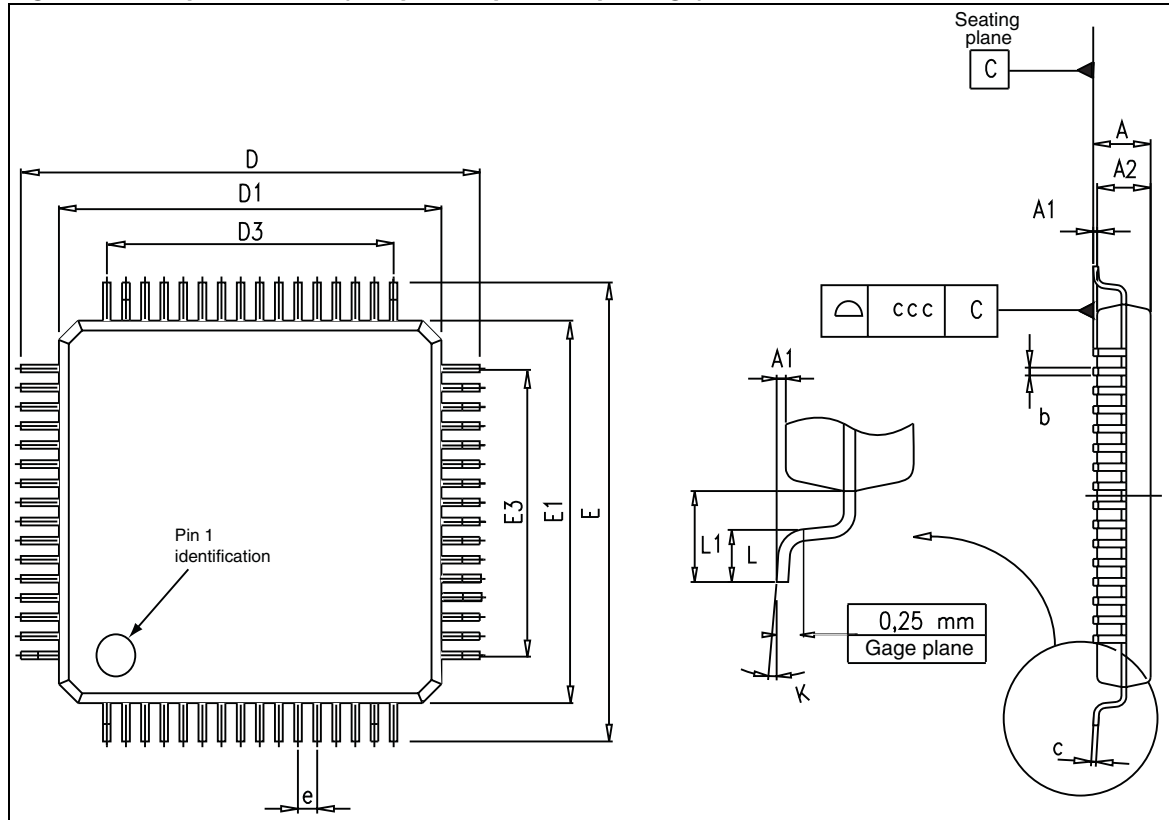 Seating
plane
C
A
A2
A1
D
D1
D3
ccc C
A1
b
E3
E1
E
Pin 1
identification
L1
L
0,25 mm
Gage plane
K
c
e